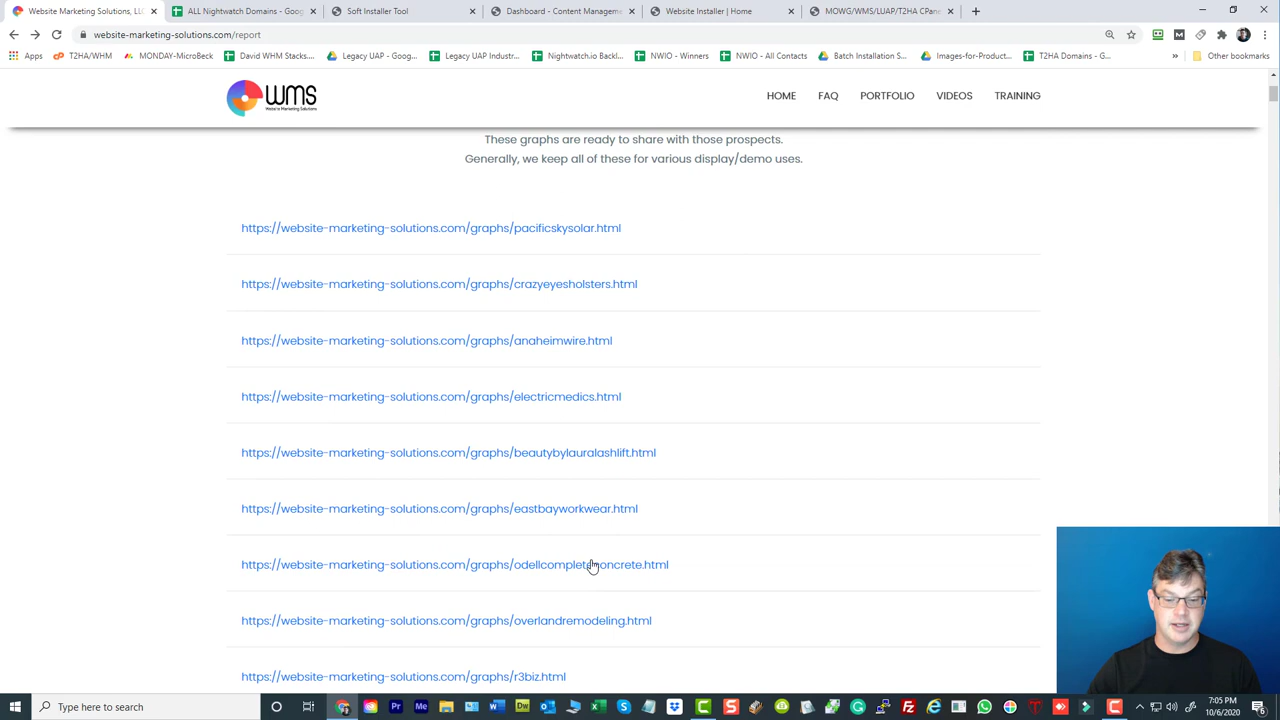 Website Marketing Solutions, LL
ALL Nightwatch Domains - Goog
Soft Installer Tool
Dashboard - Content Manageme
Website Installer | Home
MOWG/WMS/LUAP/T2HA CPan
website-marketing-solutions.com/report
Apps
T2HA/WHM
MONDAY-MicroBeck
David WHM Stacks....
Legacy UAP - Goog...
Legacy UAP Industr...
Nightwatch.io Backl...
NWIO - Winners
NWIO - All Contacts
Batch Installation S...
Images-for-Product...
T2HA Domains - G...
»
Other bookmarks
wms
Website Marketing Solutions
HOME
FAQ
PORTFOLIO
VIDEOS
TRAINING
These graphs are ready to share with those prospects.
Generally, we keep all of these for various display/demo uses.
https://website-marketing-solutions.com/graphs/pacificskysolar.html
https://website-marketing-solutions.com/graphs/crazyeyesholsters.html
https://website-marketing-solutions.com/graphs/anaheimwire.html
https://website-marketing-solutions.com/graphs/electricmedics.html
https://website-marketing-solutions.com/graphs/beautybylauralashlift.html
https://website-marketing-solutions.com/graphs/eastbayworkwear.html
https://website-marketing-solutions.com/graphs/odellcompleteconcrete.html
https://website-marketing-solutions.com/graphs/overlandremodeling.html
https://website-marketing-solutions.com/graphs/r3biz.html
Type here to search
7:05 PM
10/6/2020